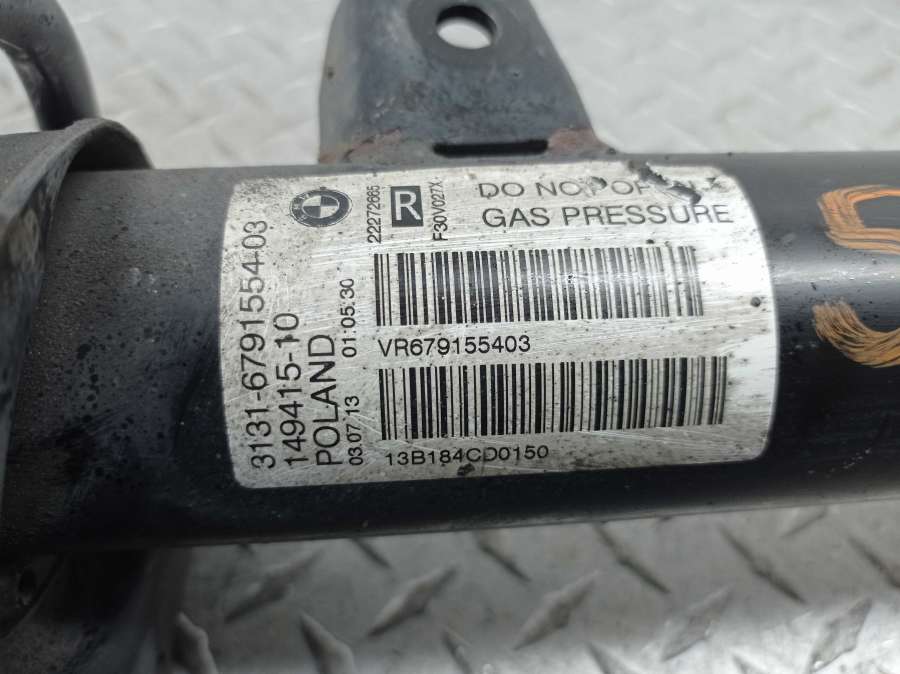 3131-6791554-03
149415-10
POLAND
03.07.13 01:05:30
22272665
R
F30V027X
DO NOT
GAS PRESSURE
VR679155403
13B184CD0150